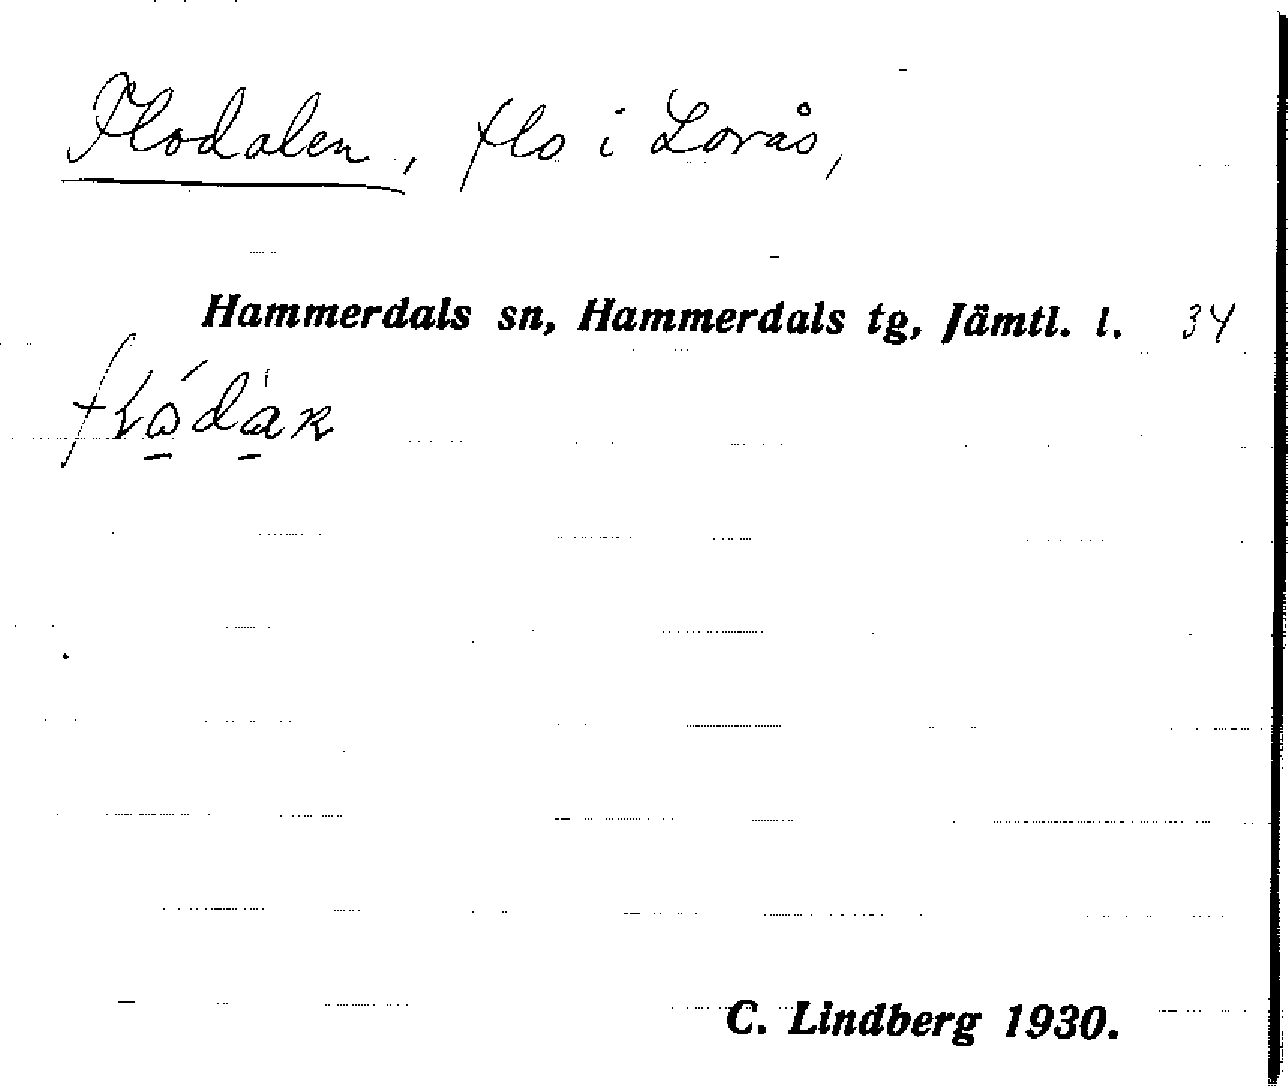 Flodalen, flo i Lorås,
Hammerdals sn, Hammerdals tg, Jämtl. l. 34
C. Lindberg 1930.